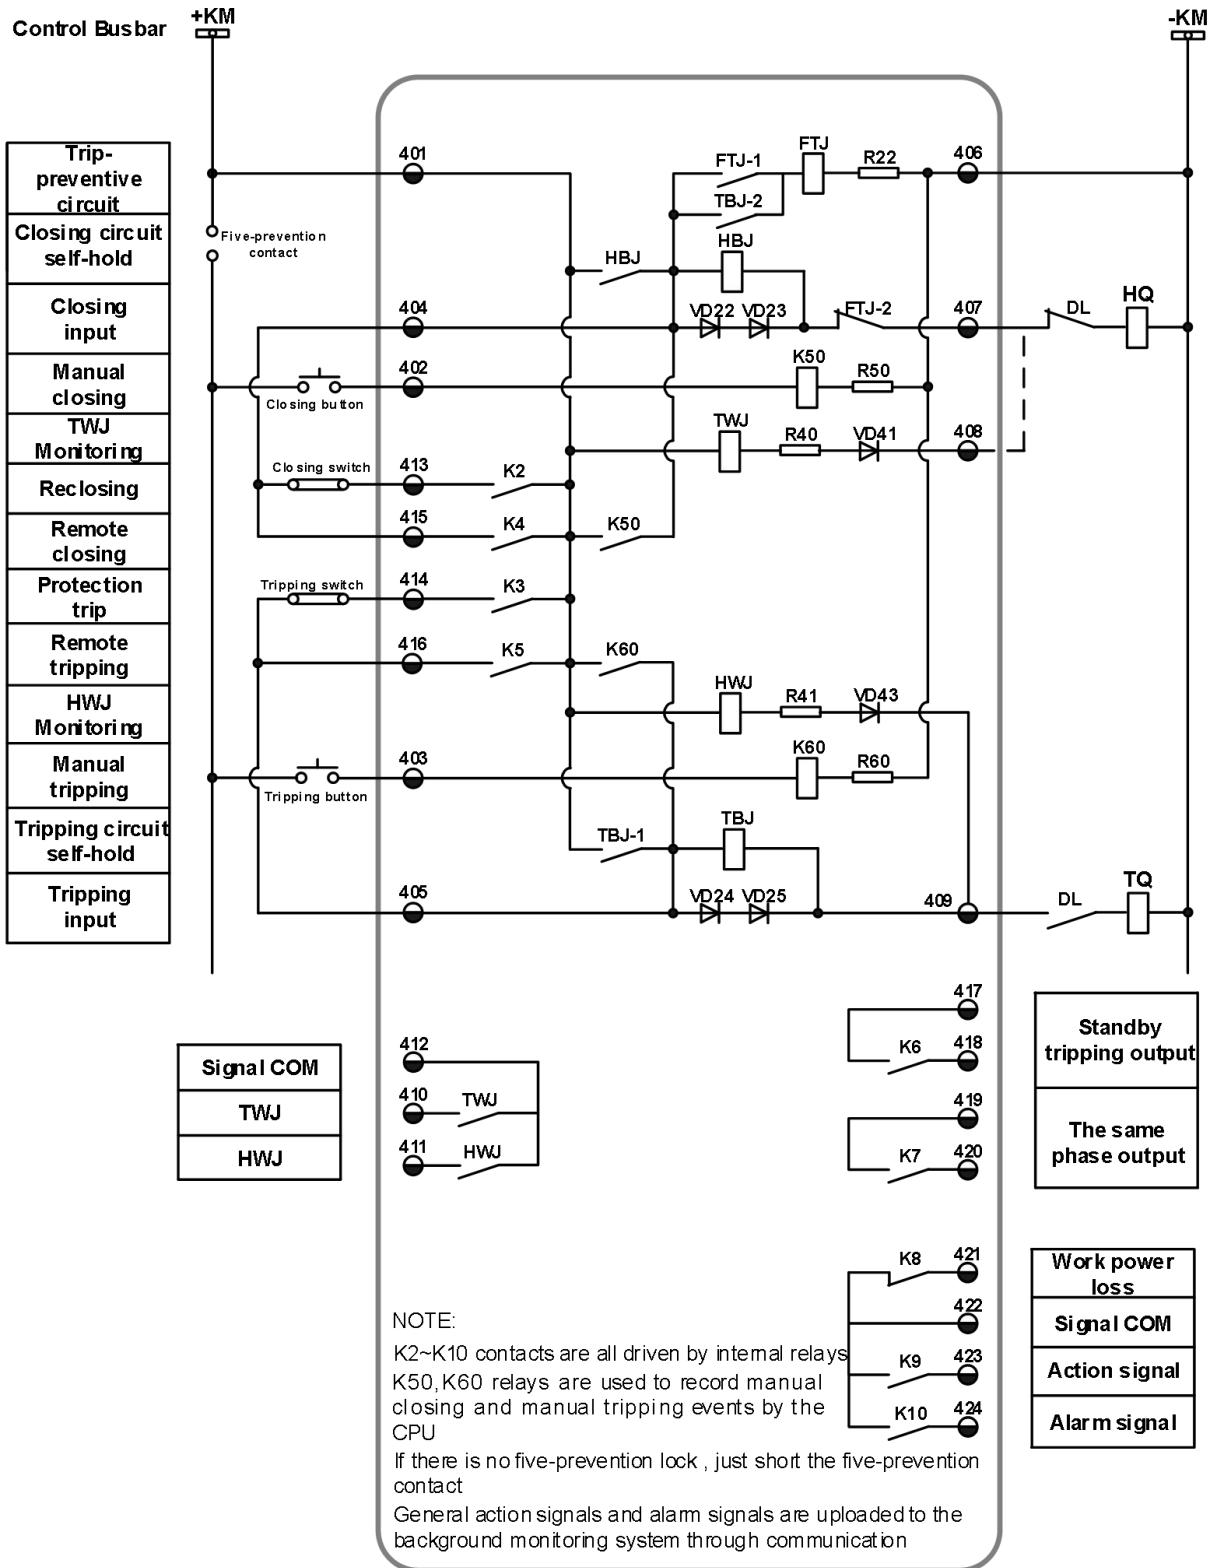 Control Busbar
+KM
-KM
Trip-
preventive
circuit
Closing circuit
self-hold
Closing
input
Manual
closing
TWJ
Monitoring
Reclosing
Remote
closing
Protection
trip
Remote
tripping
HWJ
Monitoring
Manual
tripping
Tripping circuit
self-hold
Tripping
input
401
FTJ-1
FTJ
R22
406
TBJ-2
Five-prevention
contact
HBJ
HBJ
404
VD22
VD23
FTJ-2
407
DL
HQ
Closing button
402
K50
R50
TWJ
R40
VD41
408
Closing switch
413
K2
415
K4
K50
Tripping switch
414
K3
416
K5
K60
HWJ
R41
VD43
Tripping button
403
K60
R60
TBJ-1
TBJ
405
VD24
VD25
409
DL
TQ
417
K6
418
Standby
tripping output
419
K7
420
The same
phase output
Signal COM
TWJ
HWJ
412
410
TWJ
411
HWJ
K8
421
422
K9
423
K10
424
Work power
loss
Signal COM
Action signal
Alarm signal
NOTE:
K2~K10 contacts are all driven by internal relays
K50,K60 relays are used to record manual
closing and manual tripping events by the
CPU
If there is no five-prevention lock , just short the five-prevention
contact
General action signals and alarm signals are uploaded to the
background monitoring system through communication